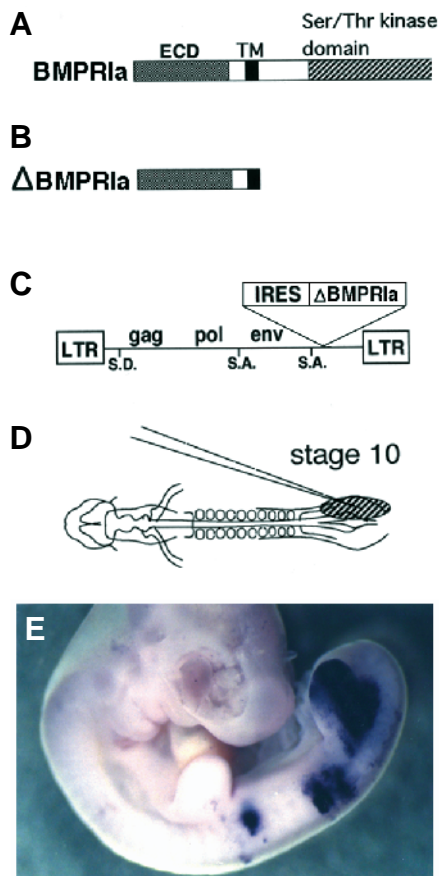 A
Ser/Thr kinase
ECD TM domain
BMPRIa
B
ΔBMPRIa
C
IRES ΔBMPRIa
gag pol env
LTR LTR
S.D. S.A. S.A.
D
stage 10
E